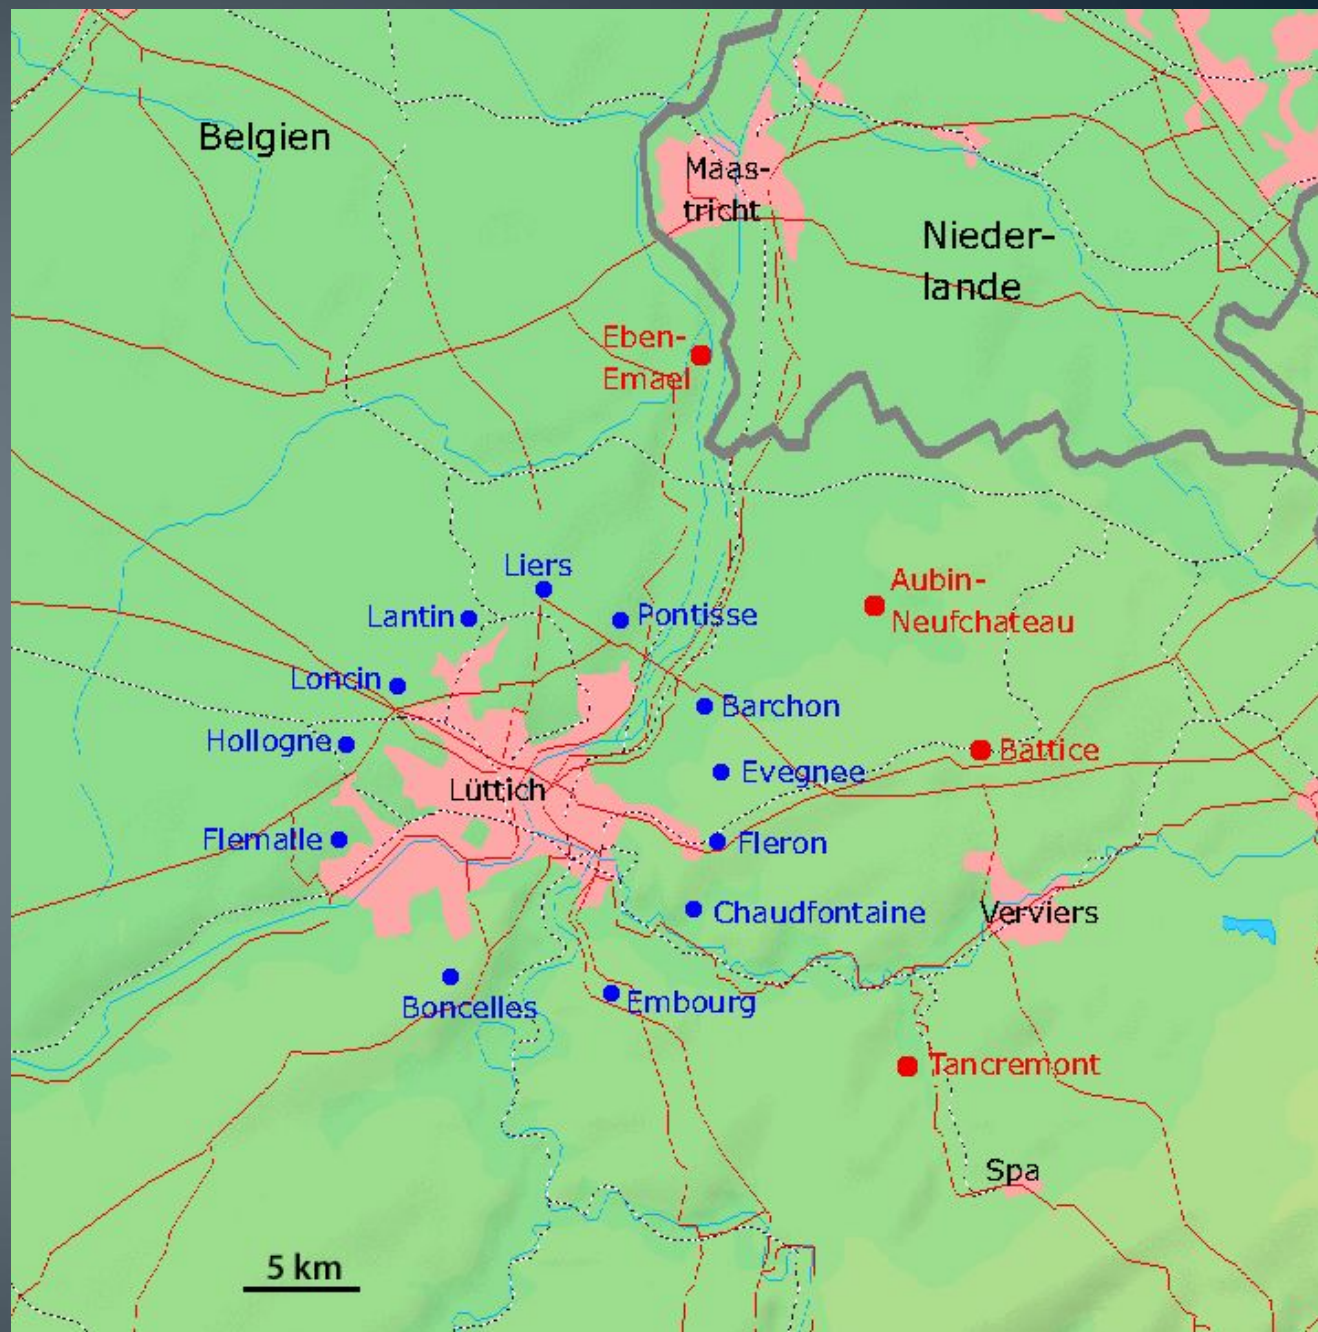 Belgien
Maas-
tricht
Nieder-
lande
Eben-
Emael
Liers
Lantin
Pontisse
Aubin-
Neufchateau
Loncin
Barchon
Hollogne
Battice
Evegnee
Lüttich
Flemalle
Fleron
Chaudfontaine
Verviers
Boncelles
Embourg
Tancremont
Spa
5 km